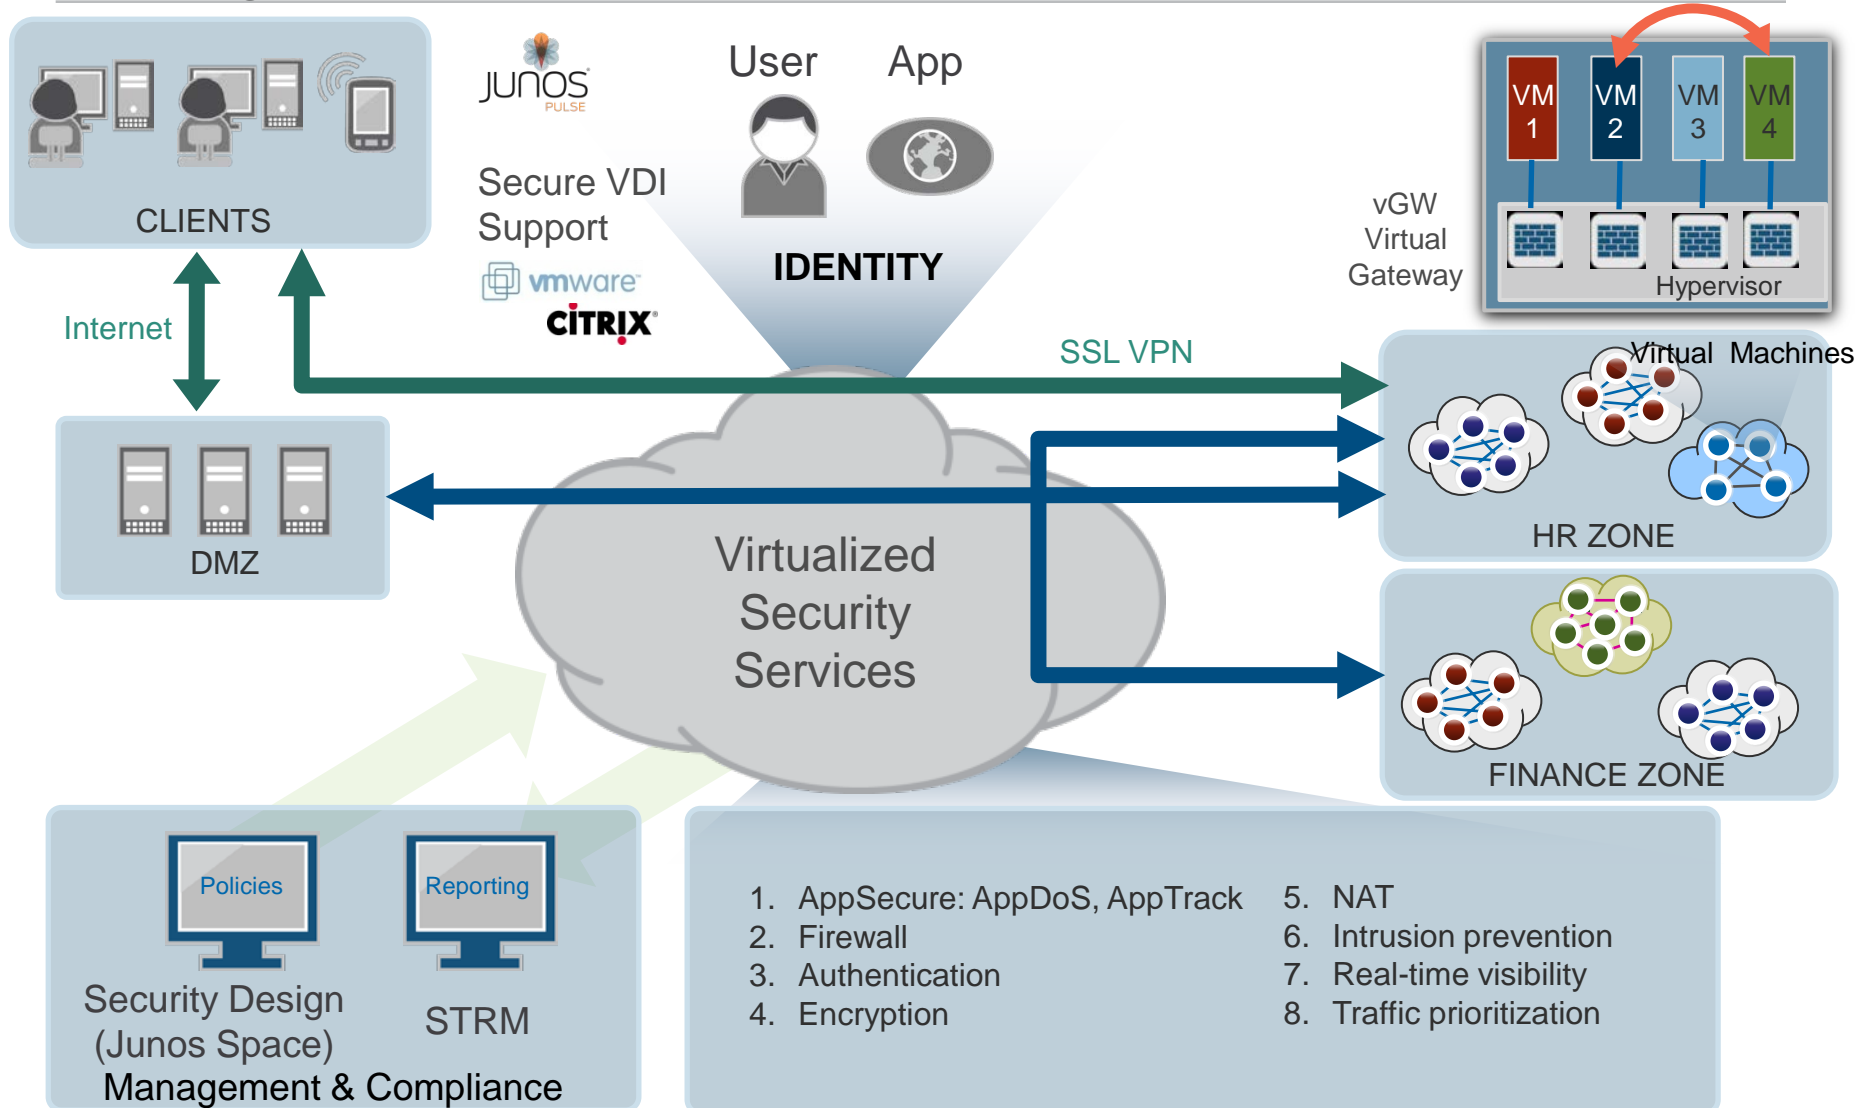 JUNOS
PULSE
User
App
Secure VDI
Support
vmware
CITRIX
IDENTITY
CLIENTS
Internet
DMZ
SSL VPN
vGW
Virtual
Gateway
VM
1
VM
2
VM
3
VM
4
Hypervisor
Virtual Machines
HR ZONE
FINANCE ZONE
Virtualized
Security
Services
Policies
Reporting
Security Design
(Junos Space)
STRM
Management & Compliance
1. AppSecure: AppDoS, AppTrack
2. Firewall
3. Authentication
4. Encryption
5. NAT
6. Intrusion prevention
7. Real-time visibility
8. Traffic prioritization